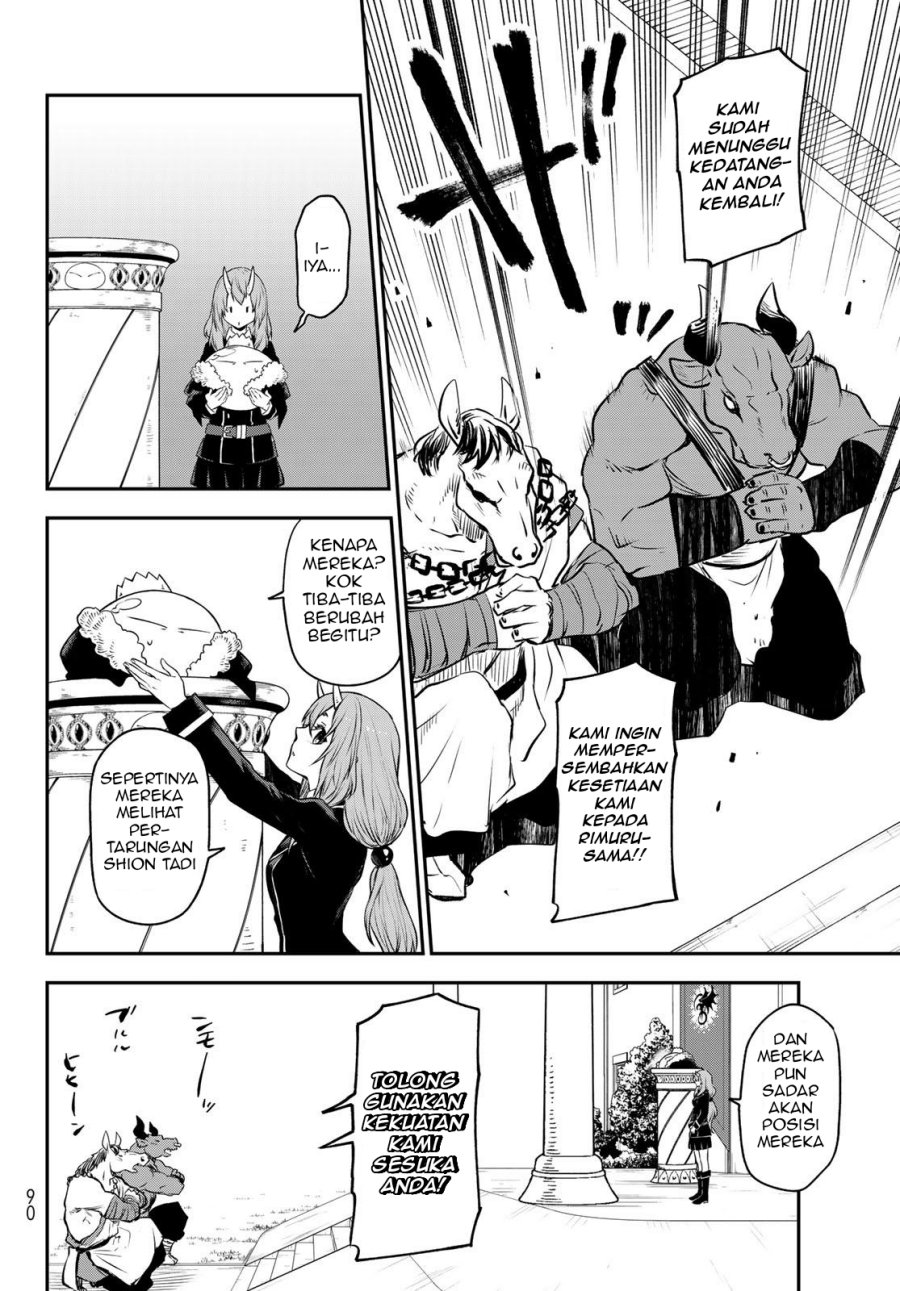 KAMI
SUDAH
MENUNGGU
KEDATANG-
AN ANDA
KEMBALI!
ザッ
KAMI INGIN
MEMPER-
SEMBAHKAN
KESETIAAN
KAMI
KEPADA
RIMURU-
SAMA!!
I-
IYA...
KENAPA
MEREKA?
KOK
TIBA-TIBA
BERUBAH
BEGITU?
SEPERTINYA
MEREKA
MELIHAT
PER-
TARUNGAN
SHION TADI
DAN
MEREKA
PUN
SADAR
AKAN
POSISI
MEREKA
TOLONG
GUNAKAN
KEKUATAN
KAMI
SESUKA
ANDA!
90